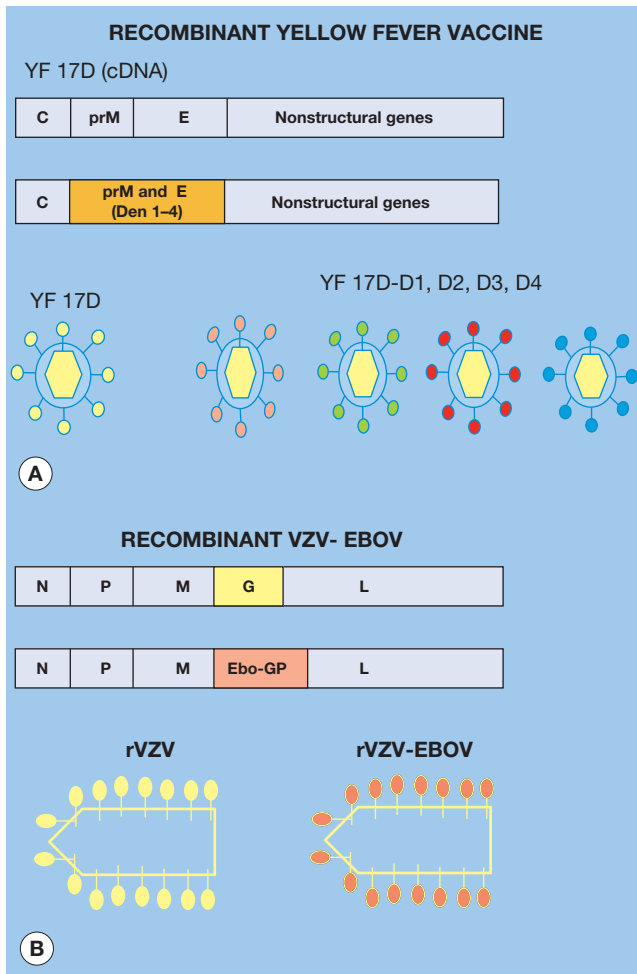 RECOMBINANT YELLOW FEVER VACCINE
YF 17D (cDNA)
C prM E Nonstructural genes
C prM and E (Den 1–4) Nonstructural genes
YF 17D
YF 17D-D1, D2, D3, D4
A
RECOMBINANT VZV- EBOV
N P M G L
N P M Ebo-GP L
rVZV rVZV-EBOV
B